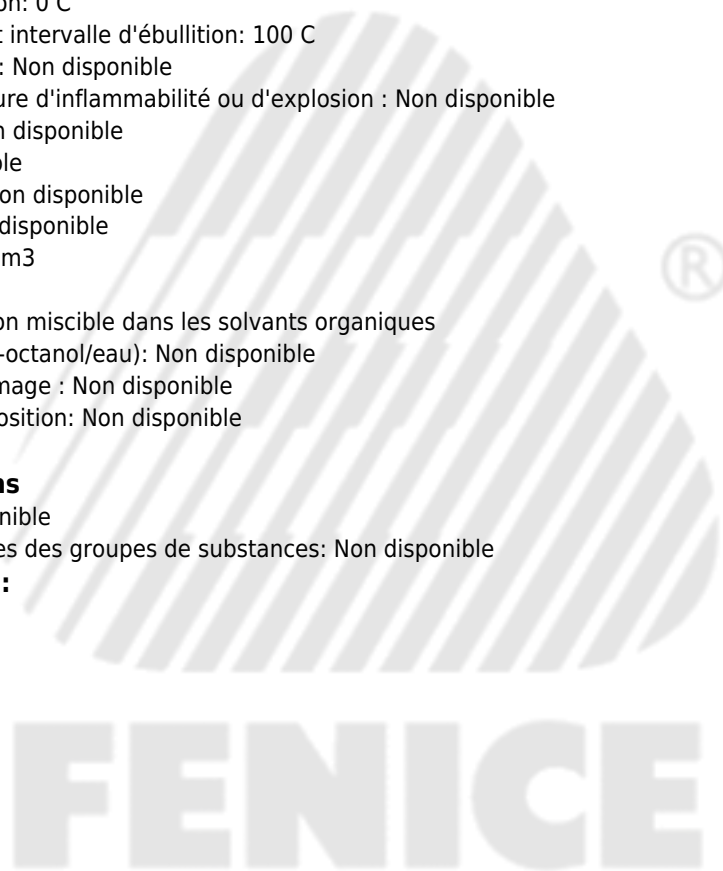 on: 0 C
t intervalle d'ébullition: 100 C
: Non disponible
ure d'inflammabilité ou d'explosion : Non disponible
n disponible
ble
on disponible
disponible
m3
on miscible dans les solvants organiques
-octanol/eau): Non disponible
mage : Non disponible
osition: Non disponible
ns
nible
es des groupes de substances: Non disponible
:
®
FENICE